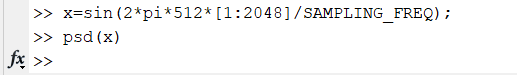 >> x=sin(2*pi*512*[1:2048]/SAMPLING_FREQ);
>> psd(x)
fx >>